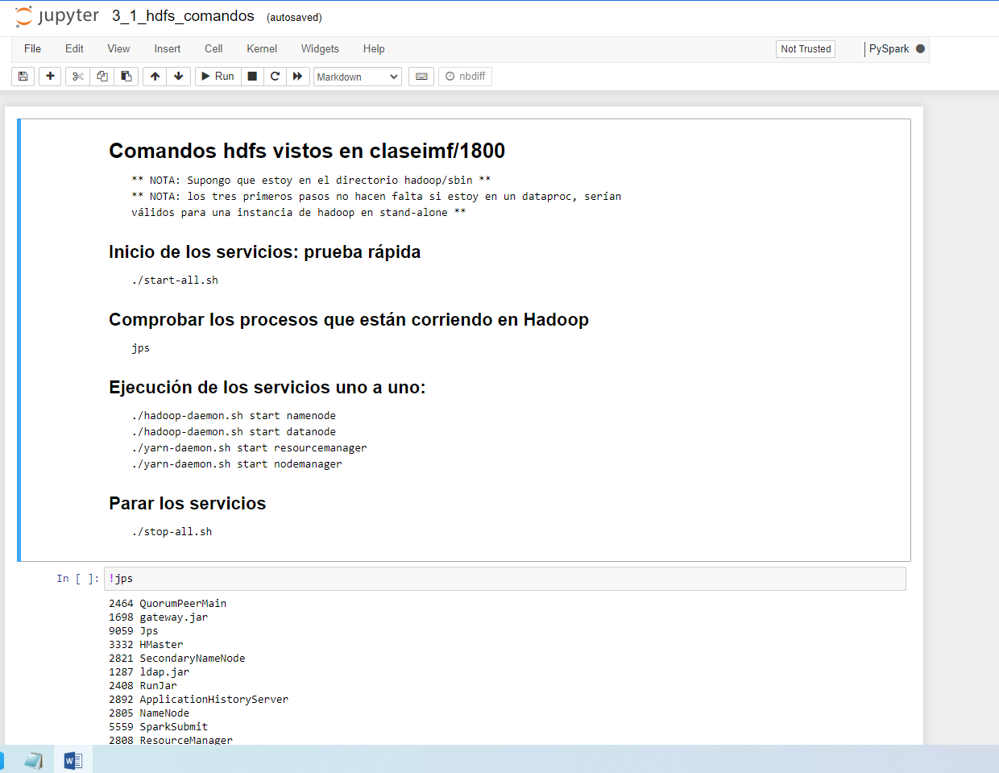 jupyter 3_1_hdfs_comandos (autosaved)
File Edit View Insert Cell Kernel Widgets Help Not Trusted PySpark
Run Markdown nbdiff
Comandos hdfs vistos en claseimf/1800
** NOTA: Supongo que estoy en el directorio hadoop/sbin **
** NOTA: los tres primeros pasos no hacen falta si estoy en un dataproc, serían
válidos para una instancia de hadoop en stand-alone **
Inicio de los servicios: prueba rápida
./start-all.sh
Comprobar los procesos que están corriendo en Hadoop
jps
Ejecución de los servicios uno a uno:
./hadoop-daemon.sh start namenode
./hadoop-daemon.sh start datanode
./yarn-daemon.sh start resourcemanager
./yarn-daemon.sh start nodemanager
Parar los servicios
./stop-all.sh
In [ ]: !jps
2464 QuorumPeerMain
1698 gateway.jar
9059 Jps
3332 HMaster
2821 SecondaryNameNode
1287 ldap.jar
2408 RunJar
2892 ApplicationHistoryServer
2805 NameNode
5559 SparkSubmit
2808 ResourceManager
W